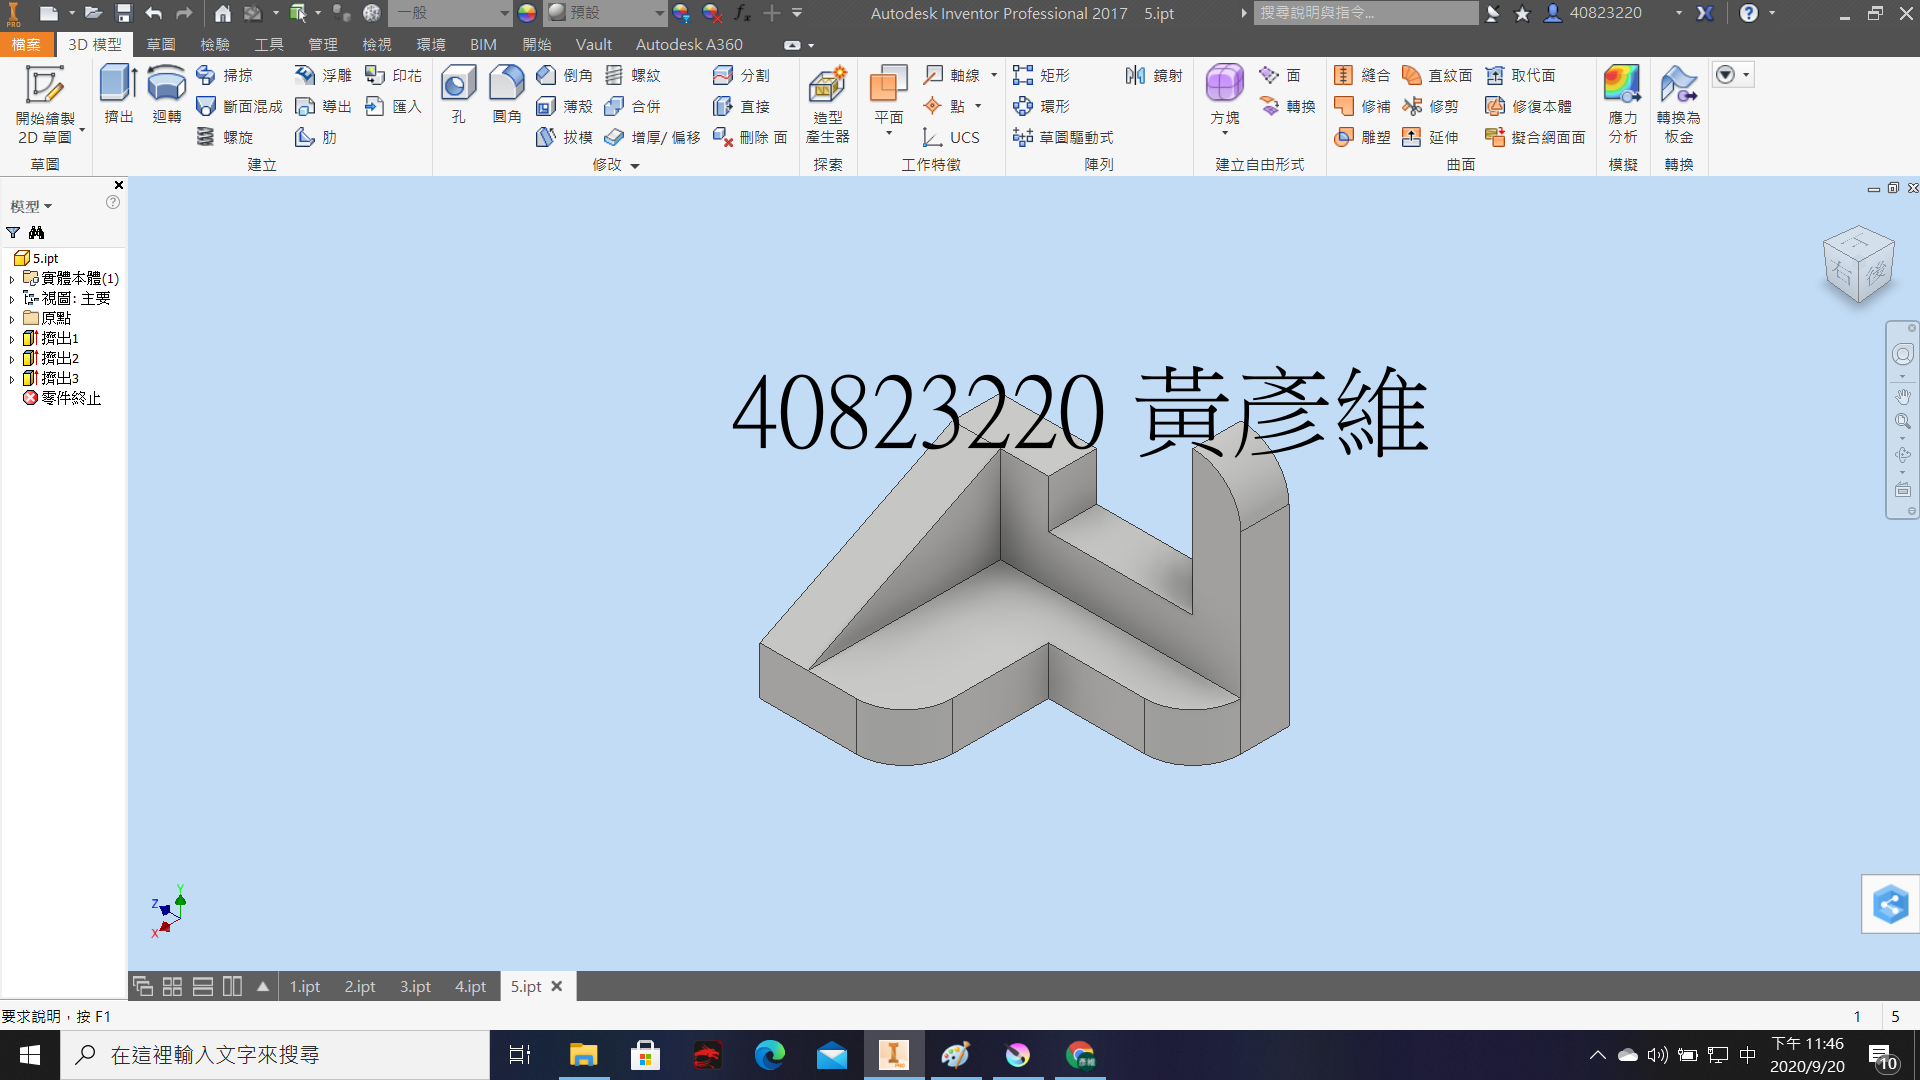 一般
預設
Autodesk Inventor Professional 2017 5.ipt
搜尋說明與指令...
40823220
檔案 3D 模型 草圖 檢驗 工具 管理 檢視 環境 BIM 開始 Vault Autodesk A360
開始繪製
2D 草圖
草圖
擠出 迴轉
掃掠 浮雕 印花
斷面混成 導出 匯入
螺旋 肋
建立
孔 圓角
倒角 螺紋 分割
薄殼 合併 直接
拔模 增厚/ 偏移 刪除 面
修改
造型
產生器
探索
平面
軸線
點
UCS
工作特徵
矩形 鏡射
環形
草圖驅動式
陣列
方塊
面
轉換
建立自由形式
縫合 直紋面 取代面
修補 修剪 修復本體
雕塑 延伸 擬合網面面
曲面
應力
分析
模擬
轉換為
板金
轉換
模型
5.ipt
實體本體(1)
視圖: 主要
原點
擠出1
擠出2
擠出3
零件終止
右 後
40823220 黃彥維
Y
Z
X
1.ipt 2.ipt 3.ipt 4.ipt 5.ipt
要求說明,按 F1
1 5
在這裡輸入文字來搜尋
中
下午 11:46
2020/9/20
10